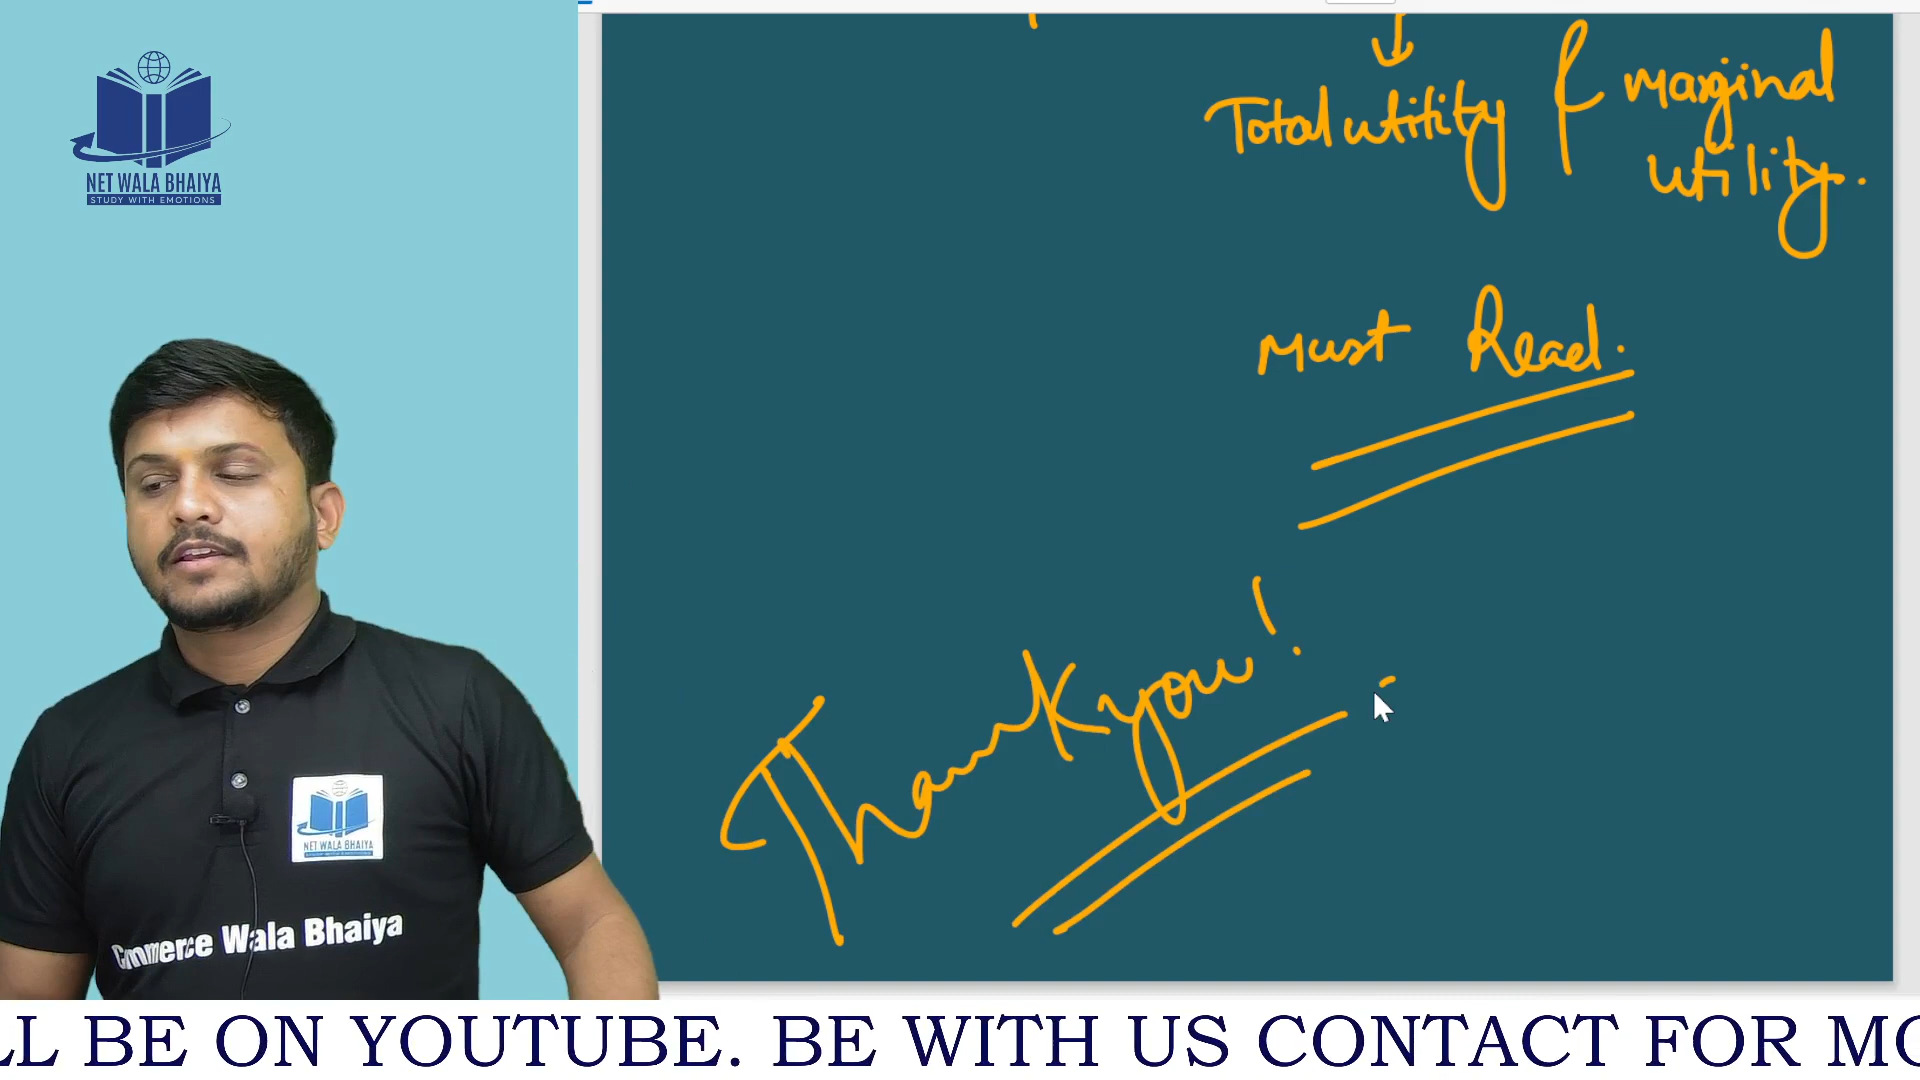 NET WALA BHAIYA
STUDY WITH EMOTIONS
Total utility & marginal
utility.
Must Read.
Thank you!
NET WALA BHAIYA
Commerce Wala Bhaiya
LL BE ON YOUTUBE. BE WITH US CONTACT FOR MO